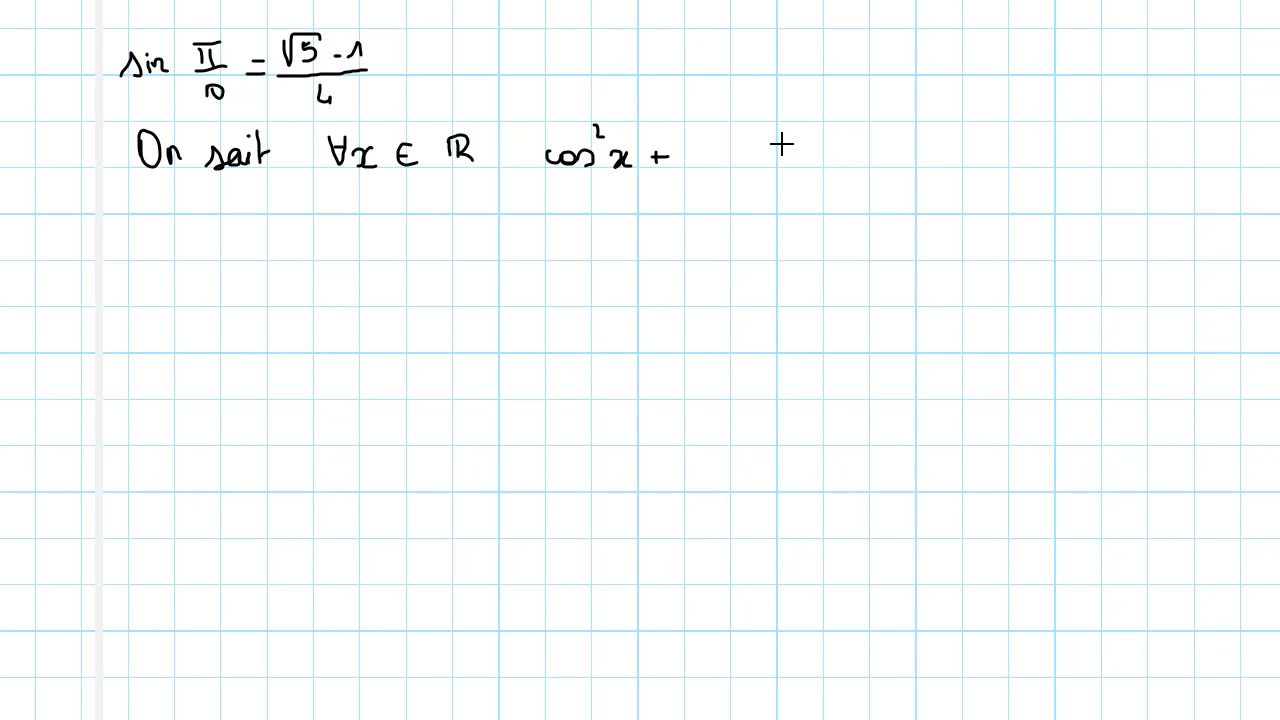 sin π/10 = (√5 - 1)/4
On sait ∀x ∈ ℝ cos²x +